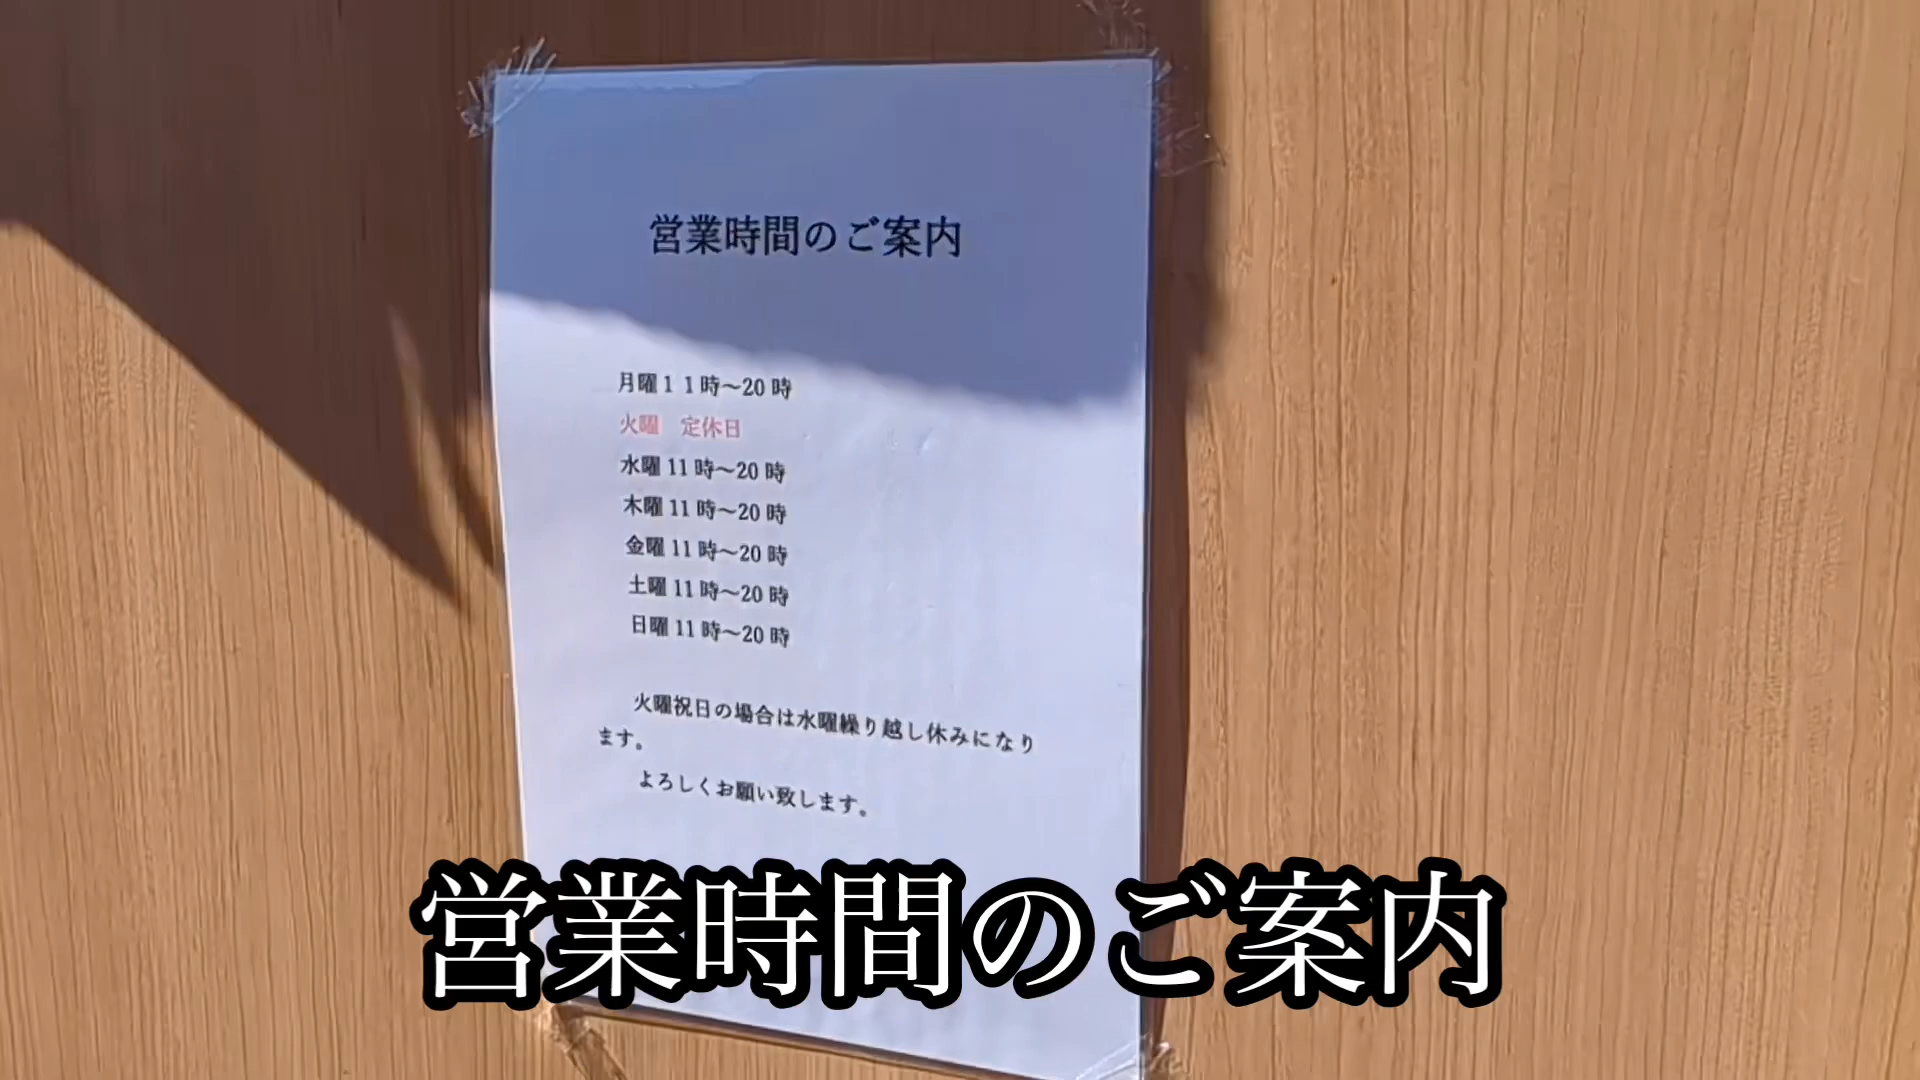 営業時間のご案内
月曜１１時～20時
火曜　定休日
水曜11時～20時
木曜11時～20時
金曜11時～20時
土曜11時～20時
日曜11時～20時
火曜祝日の場合は水曜繰り越し休みになり
ます。
よろしくお願い致します。
営業時間のご案内